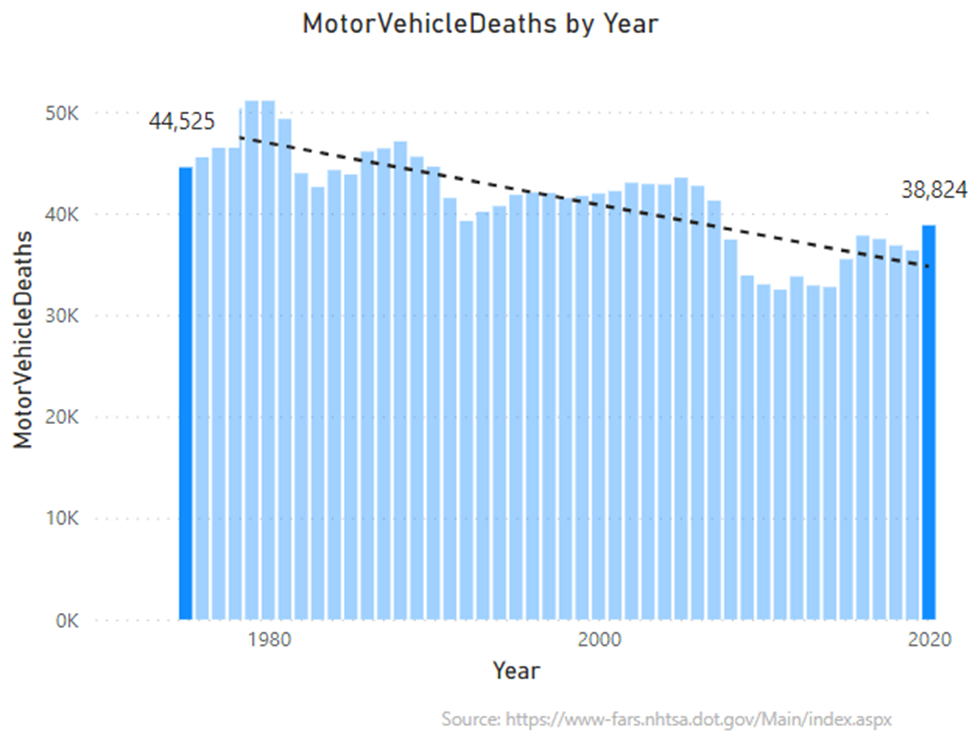 MotorVehicleDeaths by Year
50K
44,525
38,824
40K
30K
20K
10K
0K
MotorVehicleDeaths
1980
2000
2020
Year
Source: https://www-fars.nhtsa.dot.gov/Main/index.aspx